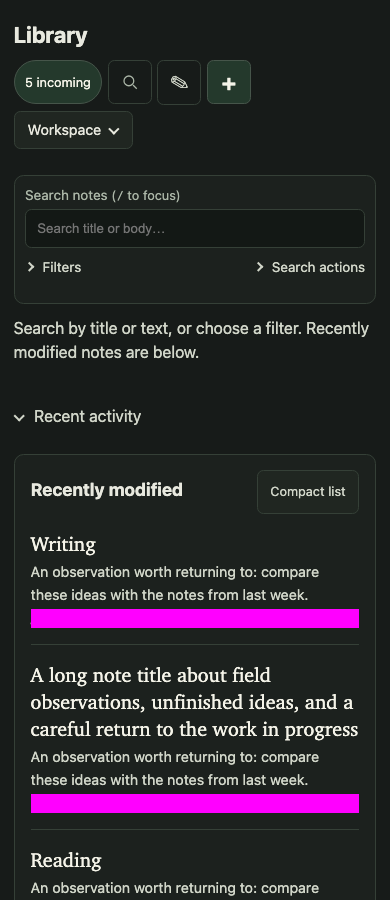 Library
5 incoming
Workspace
Search notes (/ to focus)
Search title or body…
Filters
Search actions
Search by title or text, or choose a filter. Recently
modified notes are below.
Recent activity
Recently modified
Compact list
Writing
An observation worth returning to: compare
these ideas with the notes from last week.
A long note title about field
observations, unfinished ideas, and a
careful return to the work in progress
An observation worth returning to: compare
these ideas with the notes from last week.
Reading
An observation worth returning to: compare